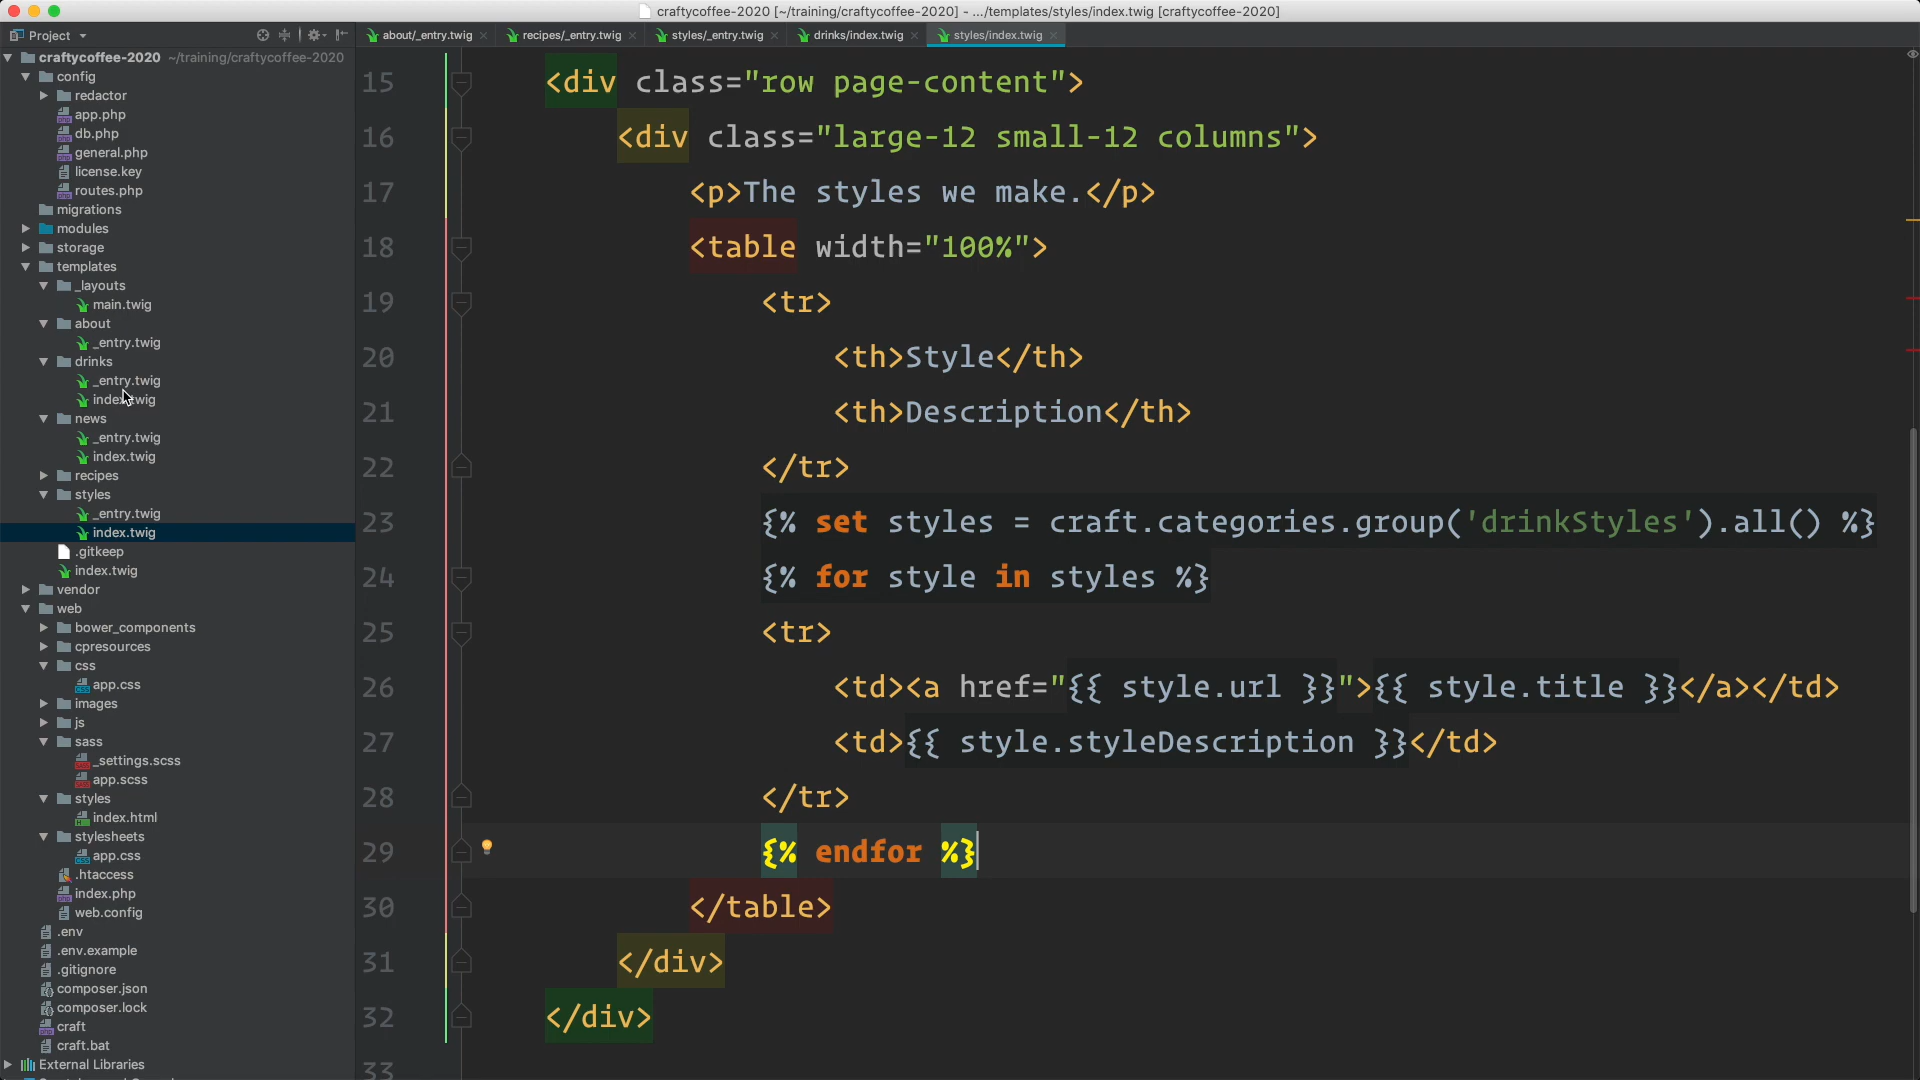 craftycoffee-2020 [~/training/craftycoffee-2020] - .../templates/styles/index.twig [craftycoffee-2020]
Project
about/_entry.twig
recipes/_entry.twig
styles/_entry.twig
drinks/index.twig
styles/index.twig
craftycoffee-2020 ~/training/craftycoffee-2020
config
redactor
app.php
db.php
general.php
license.key
routes.php
migrations
modules
storage
templates
_layouts
main.twig
about
_entry.twig
drinks
_entry.twig
index.twig
news
_entry.twig
index.twig
recipes
styles
_entry.twig
index.twig
.gitkeep
index.twig
vendor
web
bower_components
cpresources
css
app.css
images
js
sass
_settings.scss
app.scss
styles
index.html
stylesheets
app.css
.htaccess
index.php
web.config
.env
.env.example
.gitignore
composer.json
composer.lock
craft
craft.bat
External Libraries
15 <div class="row page-content">
16 <div class="large-12 small-12 columns">
17 <p>The styles we make.</p>
18 <table width="100%">
19 <tr>
20 <th>Style</th>
21 <th>Description</th>
22 </tr>
23 {% set styles = craft.categories.group('drinkStyles').all() %}
24 {% for style in styles %}
25 <tr>
26 <td><a href="{{ style.url }}">{{ style.title }}</a></td>
27 <td>{{ style.styleDescription }}</td>
28 </tr>
29 {% endfor %}
30 </table>
31 </div>
32 </div>
33